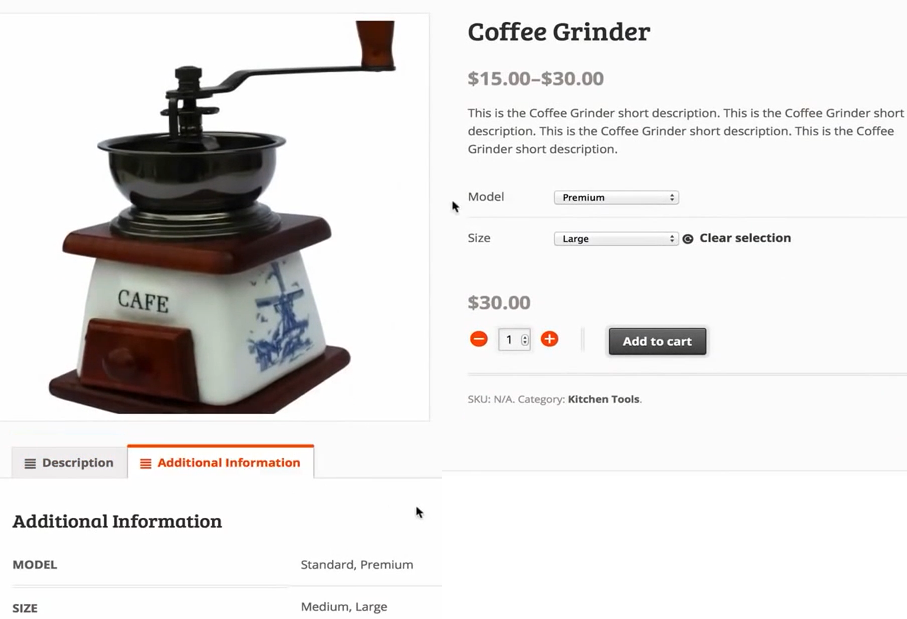 CAFE
Coffee Grinder
$15.00–$30.00
This is the Coffee Grinder short description. This is the Coffee Grinder short
description. This is the Coffee Grinder short description. This is the Coffee
Grinder short description.
Model Premium
Size Large Clear selection
$30.00
1 Add to cart
SKU: N/A. Category: Kitchen Tools.
Description Additional Information
Additional Information
MODEL Standard, Premium
SIZE Medium, Large